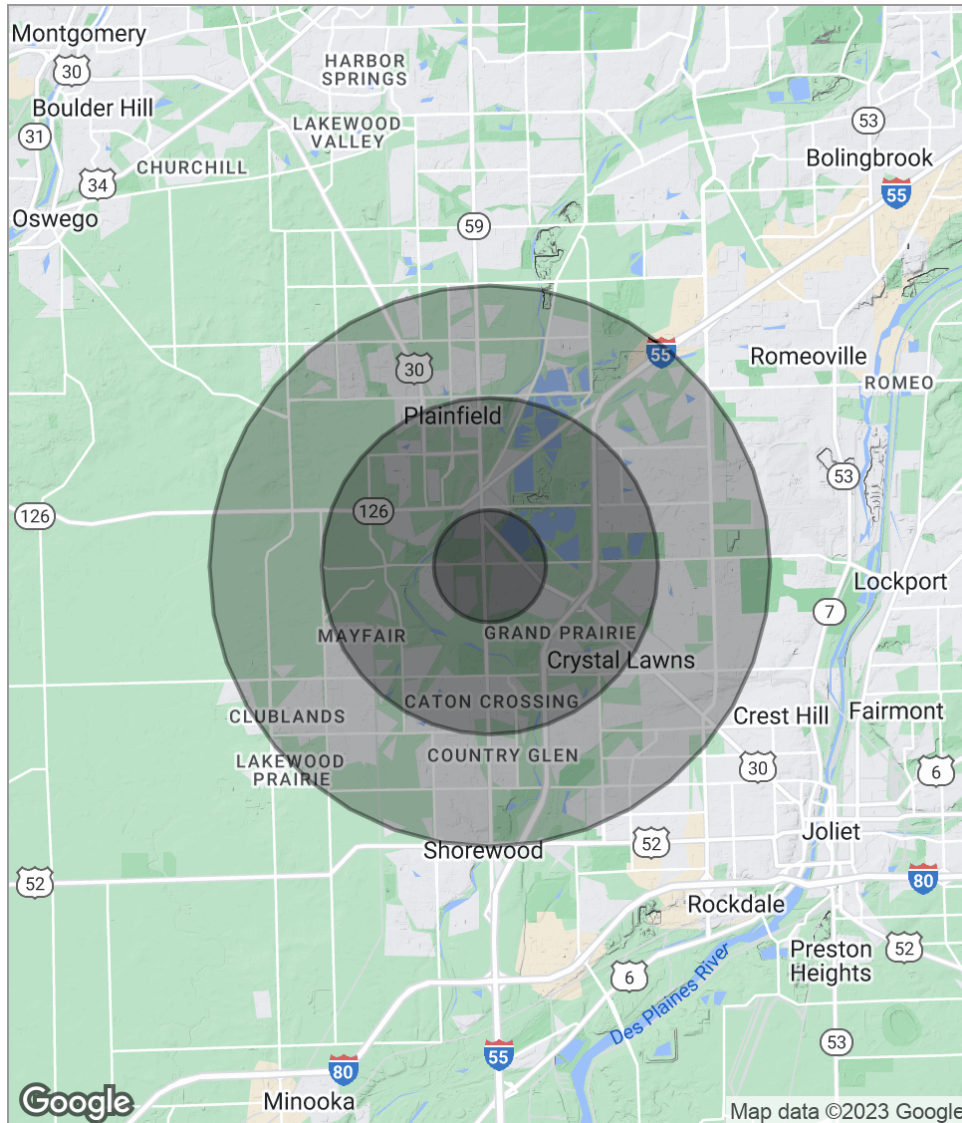 Montgomery
30
HARBOR
SPRINGS
Boulder Hill
31
LAKEWOOD
VALLEY
53
CHURCHILL
Bolingbrook
34
55
Oswego
59
55
Romeoville
30
ROMEO
Plainfield
53
126
126
Lockport
7
MAYFAIR
GRAND PRAIRIE
Crystal Lawns
CATON CROSSING
CLUBLANDS
Crest Hill
Fairmont
COUNTRY GLEN
LAKEWOOD
PRAIRIE
30
6
Joliet
52
Shorewood
52
80
Rockdale
Preston
Heights
52
6
Des Plaines River
53
55
80
Minooka
Google
Map data ©2023 Google